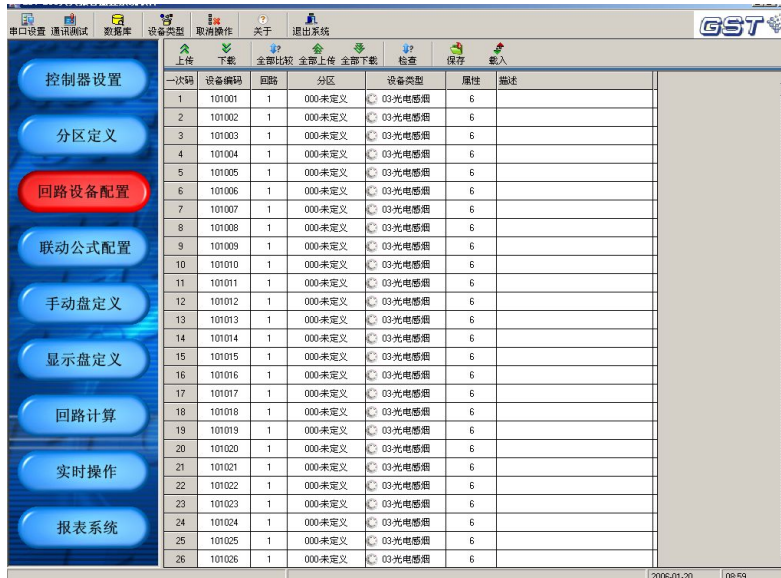 串口设置 通讯测试 数据库 设备类型 取消操作 关于 退出系统
GST
上传 下载 全部比较 全部上传 全部下载 检查 保存 载入
控制器设置
分区定义
回路设备配置
联动公式配置
手动盘定义
显示盘定义
回路计算
实时操作
报表系统
一次码 设备编码 回路 分区 设备类型 属性 描述
1 101001 1 000-未定义 03-光电感烟 6
2 101002 1 000-未定义 03-光电感烟 6
3 101003 1 000-未定义 03-光电感烟 6
4 101004 1 000-未定义 03-光电感烟 6
5 101005 1 000-未定义 03-光电感烟 6
6 101006 1 000-未定义 03-光电感烟 6
7 101007 1 000-未定义 03-光电感烟 6
8 101008 1 000-未定义 03-光电感烟 6
9 101009 1 000-未定义 03-光电感烟 6
10 101010 1 000-未定义 03-光电感烟 6
11 101011 1 000-未定义 03-光电感烟 6
12 101012 1 000-未定义 03-光电感烟 6
13 101013 1 000-未定义 03-光电感烟 6
14 101014 1 000-未定义 03-光电感烟 6
15 101015 1 000-未定义 03-光电感烟 6
16 101016 1 000-未定义 03-光电感烟 6
17 101017 1 000-未定义 03-光电感烟 6
18 101018 1 000-未定义 03-光电感烟 6
19 101019 1 000-未定义 03-光电感烟 6
20 101020 1 000-未定义 03-光电感烟 6
21 101021 1 000-未定义 03-光电感烟 6
22 101022 1 000-未定义 03-光电感烟 6
23 101023 1 000-未定义 03-光电感烟 6
24 101024 1 000-未定义 03-光电感烟 6
25 101025 1 000-未定义 03-光电感烟 6
26 101026 1 000-未定义 03-光电感烟 6
2006-01-20 08:59